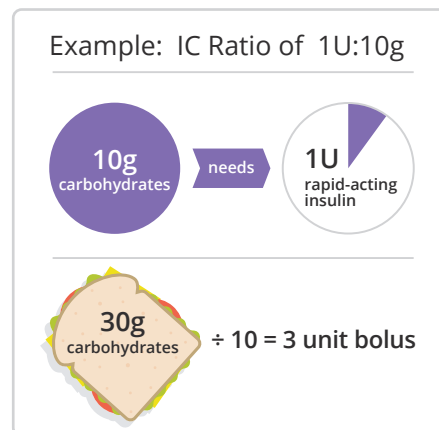 Example: IC Ratio of 1U:10g
10g
carbohydrates
needs
1U
rapid-acting
insulin
30g
carbohydrates
÷ 10 = 3 unit bolus